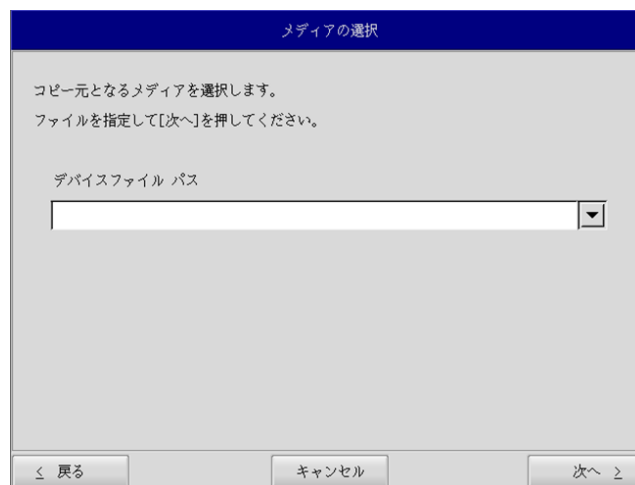 メディアの選択
コピー元となるメディアを選択します。
ファイルを指定して[次へ]を押してください。
デバイスファイル パス
< 戻る
キャンセル
次へ >